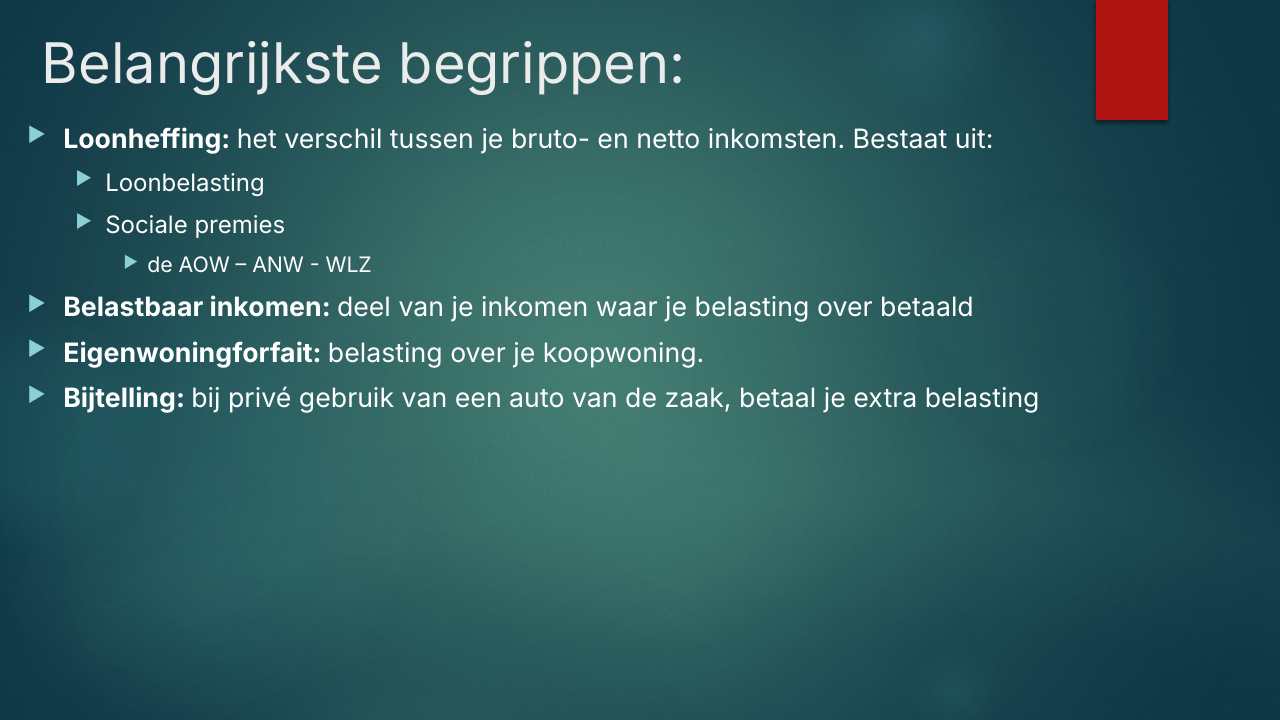 Belangrijkste begrippen:
Loonheffing: het verschil tussen je bruto- en netto inkomsten. Bestaat uit:
Loonbelasting
Sociale premies
de AOW – ANW - WLZ
Belastbaar inkomen: deel van je inkomen waar je belasting over betaald
Eigenwoningforfait: belasting over je koopwoning.
Bijtelling: bij privé gebruik van een auto van de zaak, betaal je extra belasting